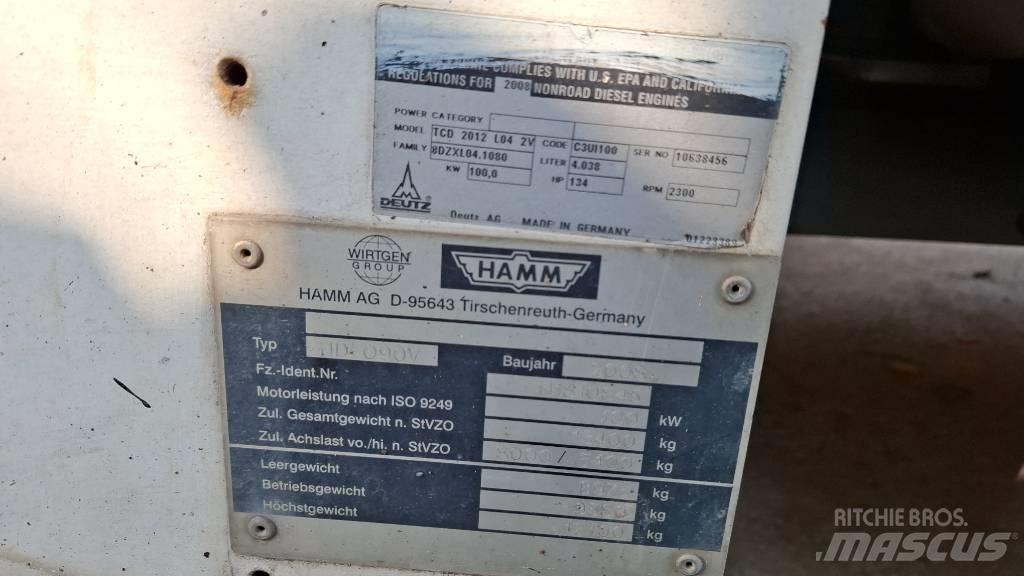 COMPLIES WITH U.S. EPA AND CALIFORNIA
REGULATIONS FOR 2008 NONROAD DIESEL ENGINES
POWER CATEGORY
MODEL TCD 2012 L04 2V CODE C3UI100 SER NO 10638456
FAMILY 8DZXL04.1080 LITER 4.038
KW 100,0 HP 134 RPM 2300
DEUTZ Deutz AG MADE IN GERMANY 01223389
WIRTGEN GROUP HAMM
HAMM AG D-95643 Tirschenreuth-Germany
Typ HD+090V Baujahr
Fz.-Ident.Nr.
Motorleistung nach ISO 9249 kW
Zul. Gesamtgewicht n. StVZO kg
Zul. Achslast vo./hi. n. StVZO kg
Leergewicht kg
Betriebsgewicht kg
Höchstgewicht kg
RITCHIE BROS.
MASCUS